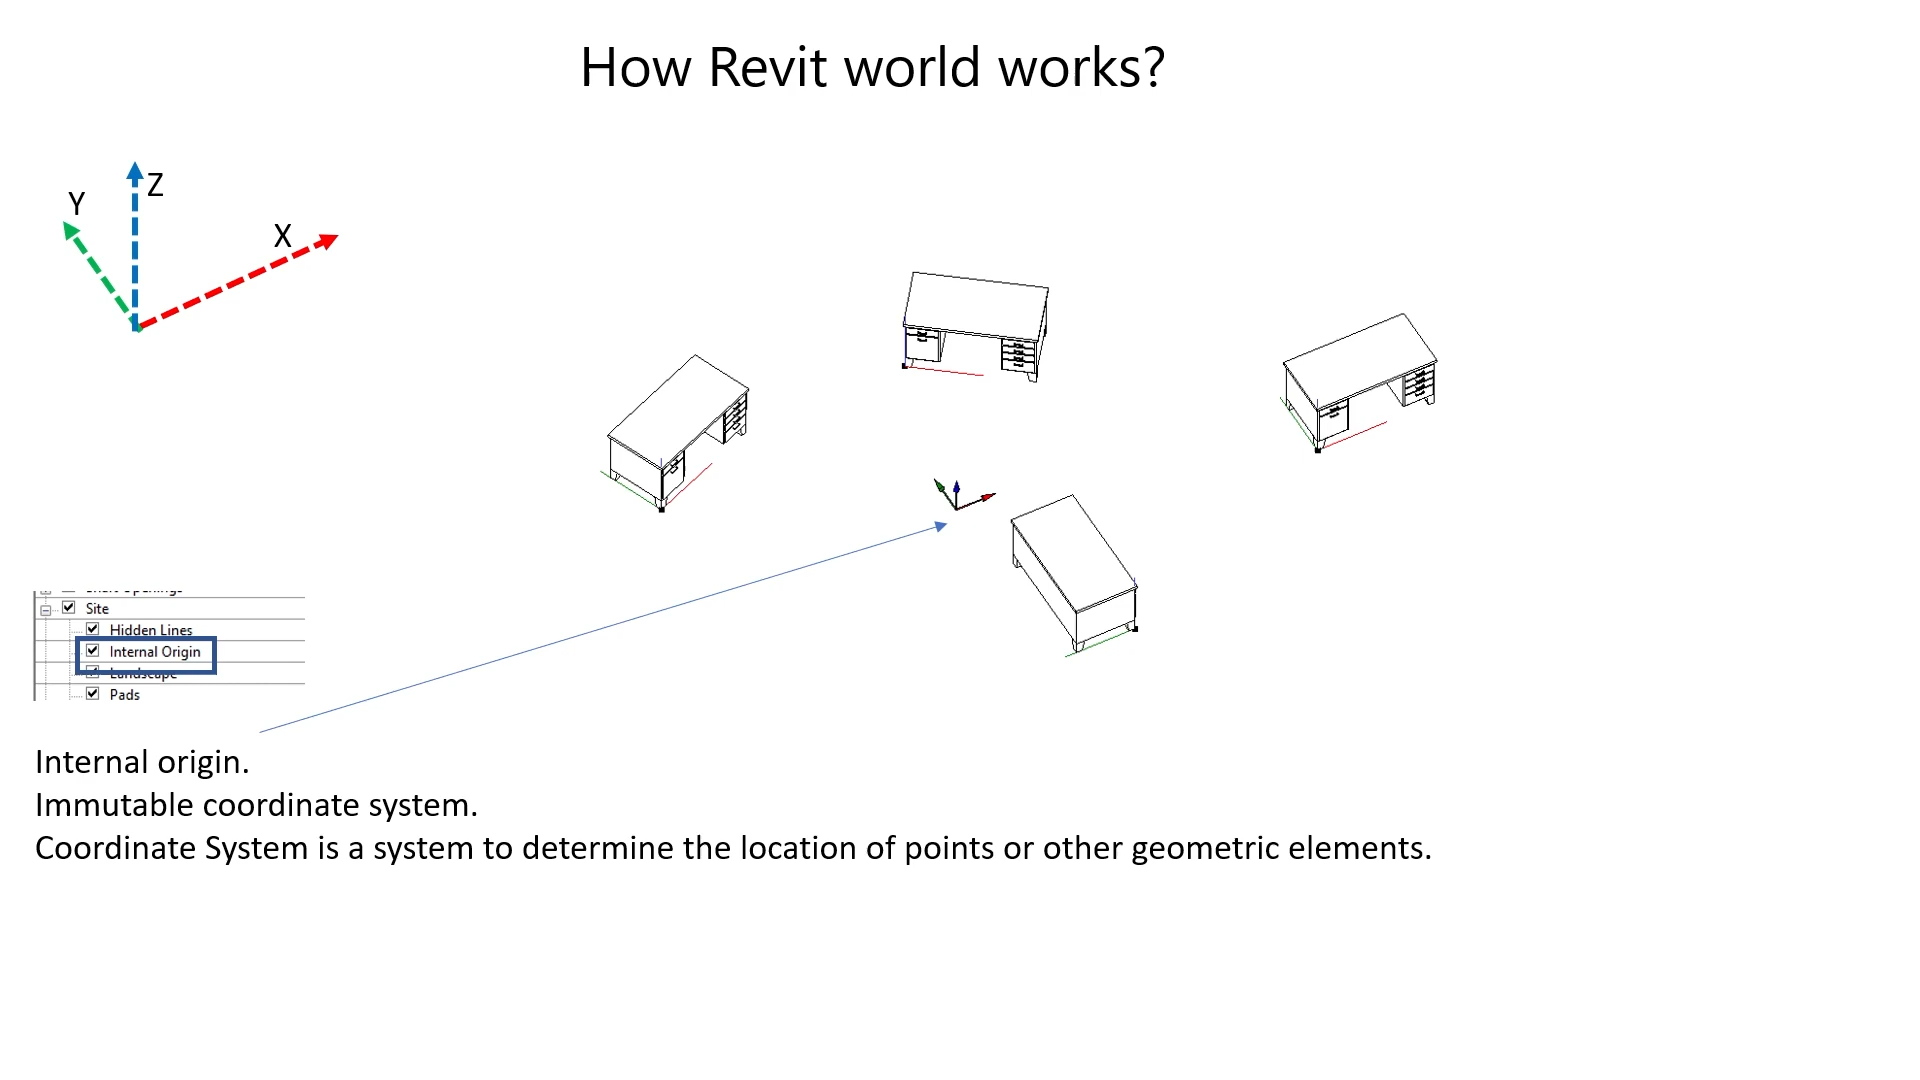 How Revit world works?
Z
Y
X
Site
Hidden Lines
Internal Origin
Landscape
Pads
Internal origin.
Immutable coordinate system.
Coordinate System is a system to determine the location of points or other geometric elements.